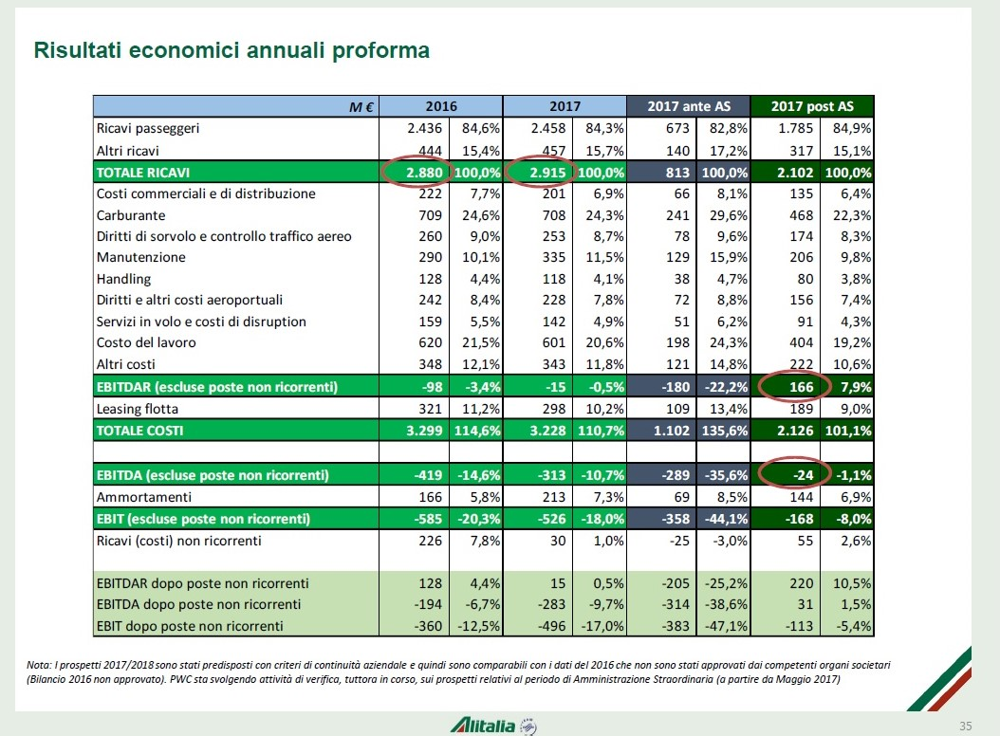 Risultati economici annuali proforma
M € 2016 2017 2017 ante AS 2017 post AS
Ricavi passeggeri 2.436 84,6% 2.458 84,3% 673 82,8% 1.785 84,9%
Altri ricavi 444 15,4% 457 15,7% 140 17,2% 317 15,1%
TOTALE RICAVI 2.880 100,0% 2.915 100,0% 813 100,0% 2.102 100,0%
Costi commerciali e di distribuzione 222 7,7% 201 6,9% 66 8,1% 135 6,4%
Carburante 709 24,6% 708 24,3% 241 29,6% 468 22,3%
Diritti di sorvolo e controllo traffico aereo 260 9,0% 253 8,7% 78 9,6% 174 8,3%
Manutenzione 290 10,1% 335 11,5% 129 15,9% 206 9,8%
Handling 128 4,4% 118 4,1% 38 4,7% 80 3,8%
Diritti e altri costi aeroportuali 242 8,4% 228 7,8% 72 8,8% 156 7,4%
Servizi in volo e costi di disruption 159 5,5% 142 4,9% 51 6,2% 91 4,3%
Costo del lavoro 620 21,5% 601 20,6% 198 24,3% 404 19,2%
Altri costi 348 12,1% 343 11,8% 121 14,8% 222 10,6%
EBITDAR (escluse poste non ricorrenti) -98 -3,4% -15 -0,5% -180 -22,2% 166 7,9%
Leasing flotta 321 11,2% 298 10,2% 109 13,4% 189 9,0%
TOTALE COSTI 3.299 114,6% 3.228 110,7% 1.102 135,6% 2.126 101,1%
EBITDA (escluse poste non ricorrenti) -419 -14,6% -313 -10,7% -289 -35,6% -24 -1,1%
Ammortamenti 166 5,8% 213 7,3% 69 8,5% 144 6,9%
EBIT (escluse poste non ricorrenti) -585 -20,3% -526 -18,0% -358 -44,1% -168 -8,0%
Ricavi (costi) non ricorrenti 226 7,8% 30 1,0% -25 -3,0% 55 2,6%
EBITDAR dopo poste non ricorrenti 128 4,4% 15 0,5% -205 -25,2% 220 10,5%
EBITDA dopo poste non ricorrenti -194 -6,7% -283 -9,7% -314 -38,6% 31 1,5%
EBIT dopo poste non ricorrenti -360 -12,5% -496 -17,0% -383 -47,1% -113 -5,4%
Nota: I prospetti 2017/2018 sono stati predisposti con criteri di continuità aziendale e quindi sono comparabili con i dati del 2016 che non sono stati approvati dai competenti organi societari
(Bilancio 2016 non approvato). PWC sta svolgendo attività di verifica, tuttora in corso, sui prospetti relativi al periodo di Amministrazione Straordinaria (a partire da Maggio 2017)
Alitalia
35